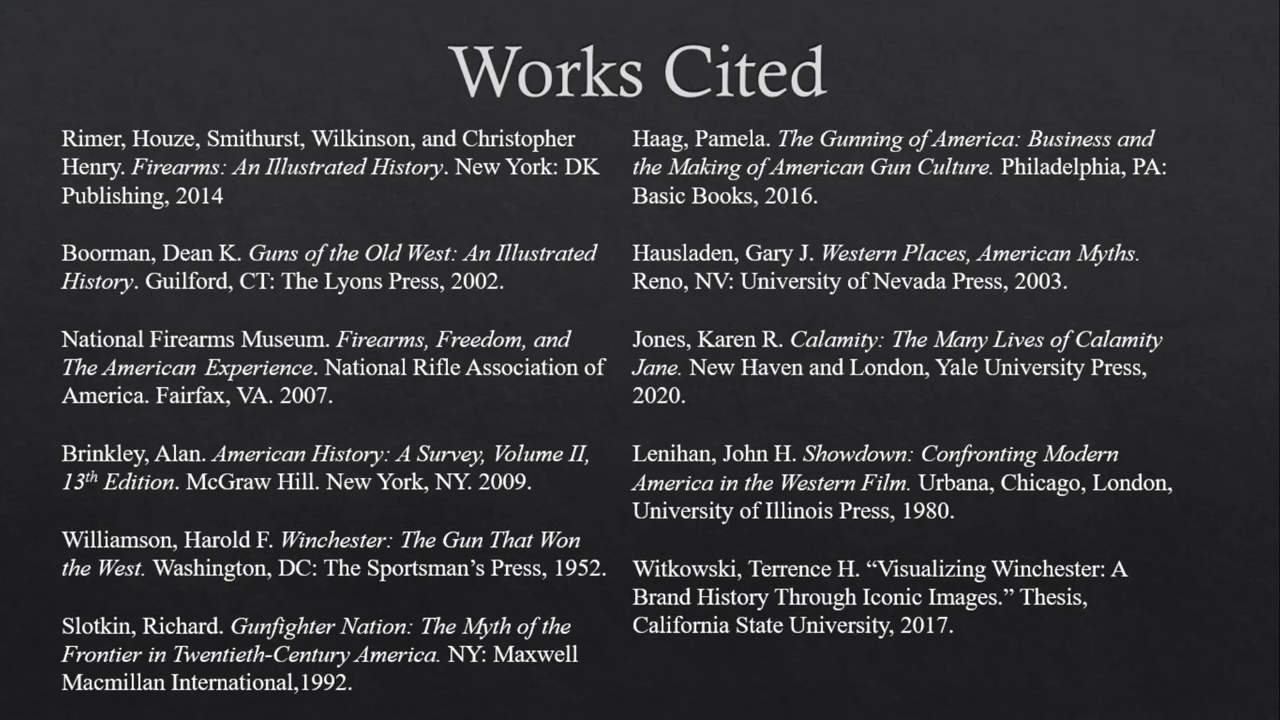 Works Cited
Rimer, Houze, Smithurst, Wilkinson, and Christopher
Henry. Firearms: An Illustrated History. New York: DK
Publishing, 2014
Boorman, Dean K. Guns of the Old West: An Illustrated
History. Guilford, CT: The Lyons Press, 2002.
National Firearms Museum. Firearms, Freedom, and
The American Experience. National Rifle Association of
America. Fairfax, VA. 2007.
Brinkley, Alan. American History: A Survey, Volume II,
13th Edition. McGraw Hill. New York, NY. 2009.
Williamson, Harold F. Winchester: The Gun That Won
the West. Washington, DC: The Sportsman’s Press, 1952.
Slotkin, Richard. Gunfighter Nation: The Myth of the
Frontier in Twentieth-Century America. NY: Maxwell
Macmillan International,1992.
Haag, Pamela. The Gunning of America: Business and
the Making of American Gun Culture. Philadelphia, PA:
Basic Books, 2016.
Hausladen, Gary J. Western Places, American Myths.
Reno, NV: University of Nevada Press, 2003.
Jones, Karen R. Calamity: The Many Lives of Calamity
Jane. New Haven and London, Yale University Press,
2020.
Lenihan, John H. Showdown: Confronting Modern
America in the Western Film. Urbana, Chicago, London,
University of Illinois Press, 1980.
Witkowski, Terrence H. “Visualizing Winchester: A
Brand History Through Iconic Images.” Thesis,
California State University, 2017.